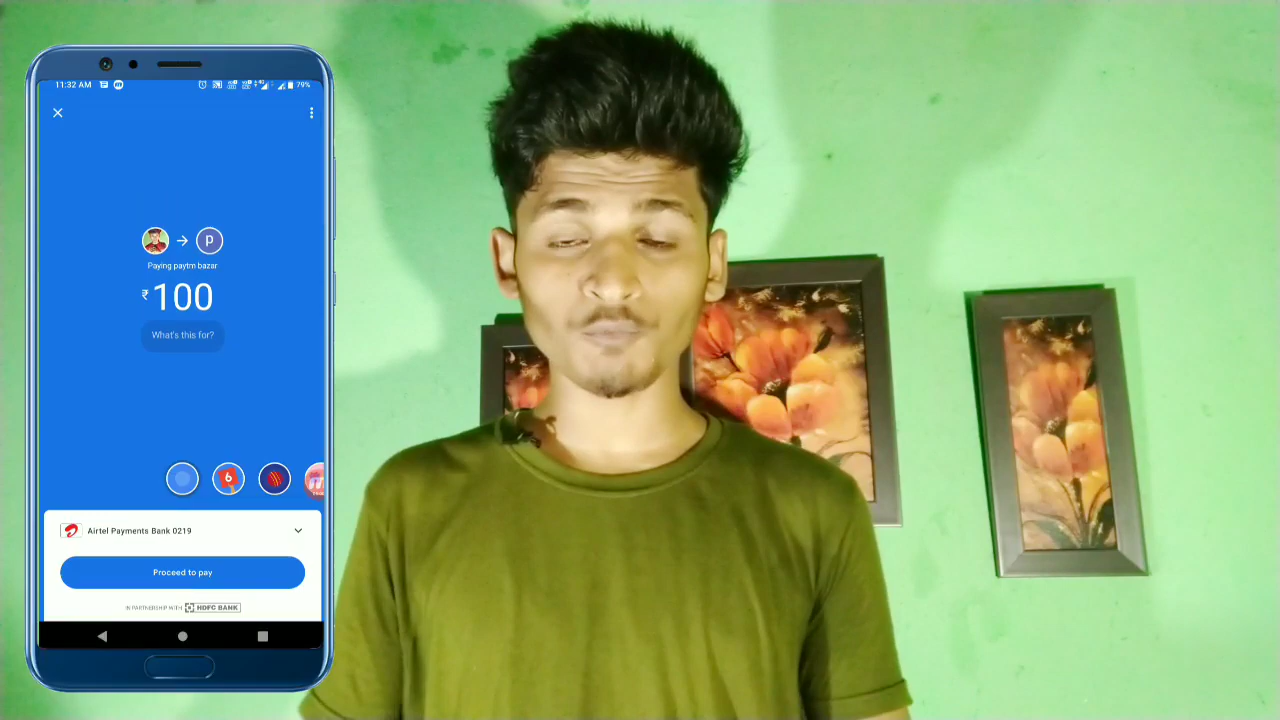 11:32 AM
79%
p
Paying paytm bazar
₹100
What's this for?
6
Airtel Payments Bank 0219
Proceed to pay
IN PARTNERSHIP WITH HDFC BANK